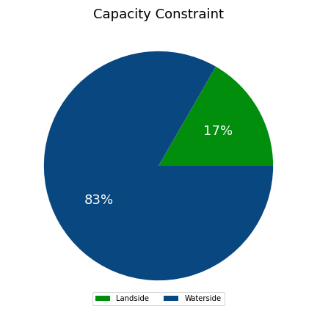 Capacity Constraint
17%
83%
Landside Waterside